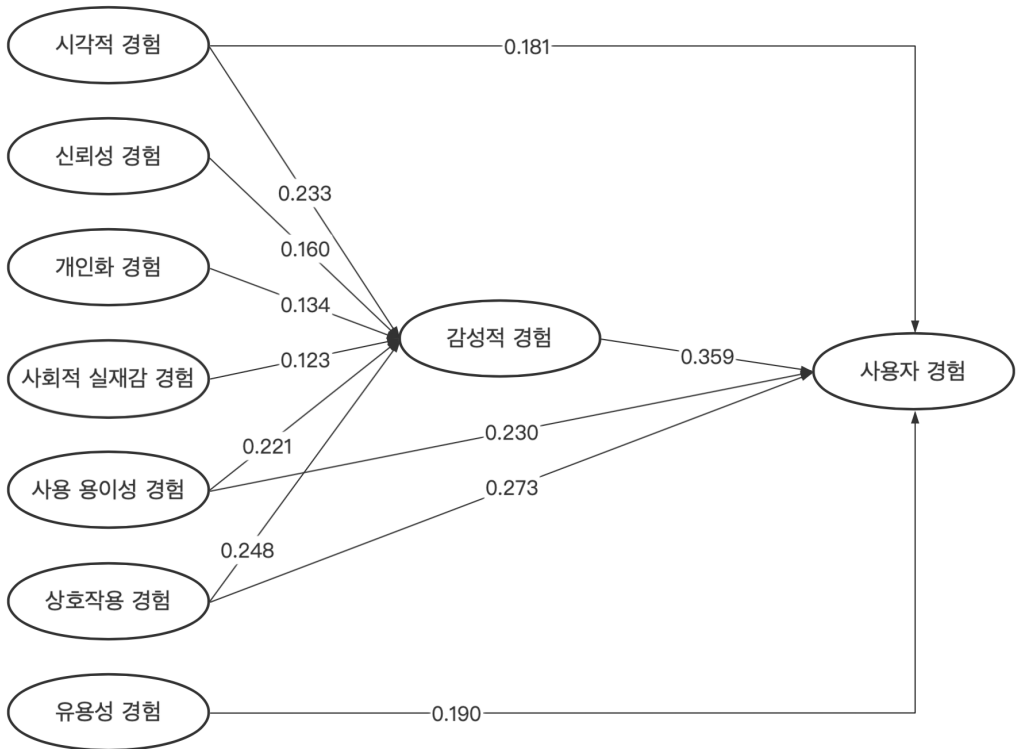 시각적 경험
0.181
신뢰성 경험
0.233
0.160
개인화 경험
0.134
감성적 경험
0.359
사용자 경험
사회적 실재감 경험
0.123
0.221
0.230
사용 용이성 경험
0.273
0.248
상호작용 경험
유용성 경험
0.190